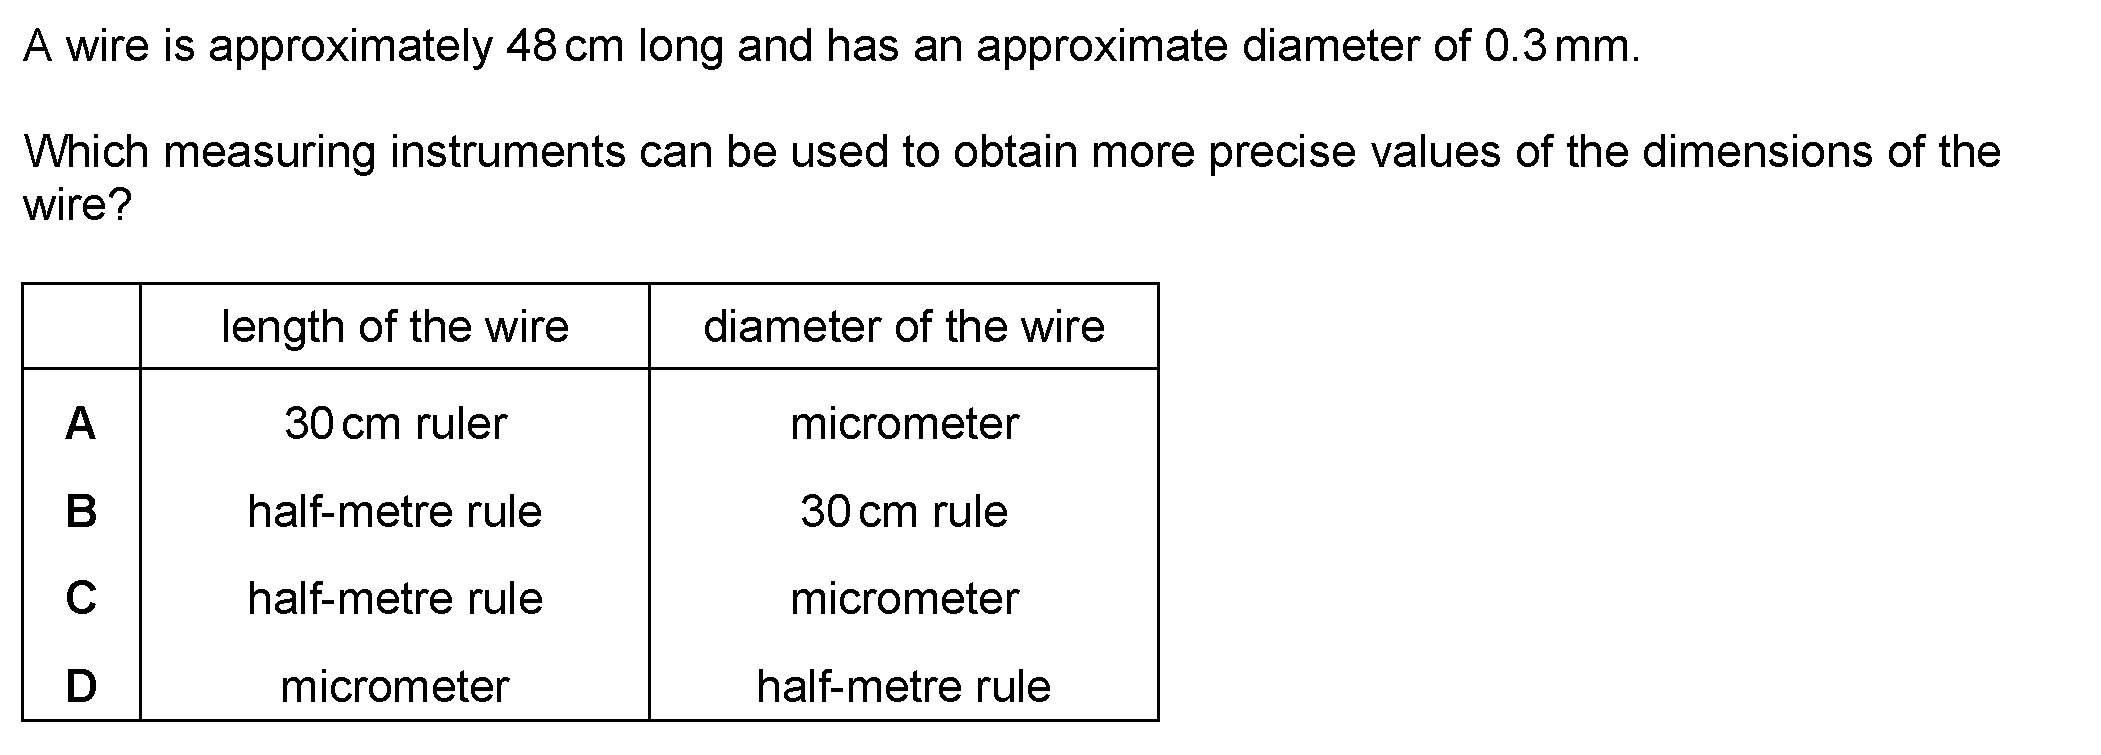 A wire is approximately 48 cm long and has an approximate diameter of 0.3 mm.
Which measuring instruments can be used to obtain more precise values of the dimensions of the
wire?
length of the wire diameter of the wire
A 30 cm ruler micrometer
B half-metre rule 30 cm rule
C half-metre rule micrometer
D micrometer half-metre rule